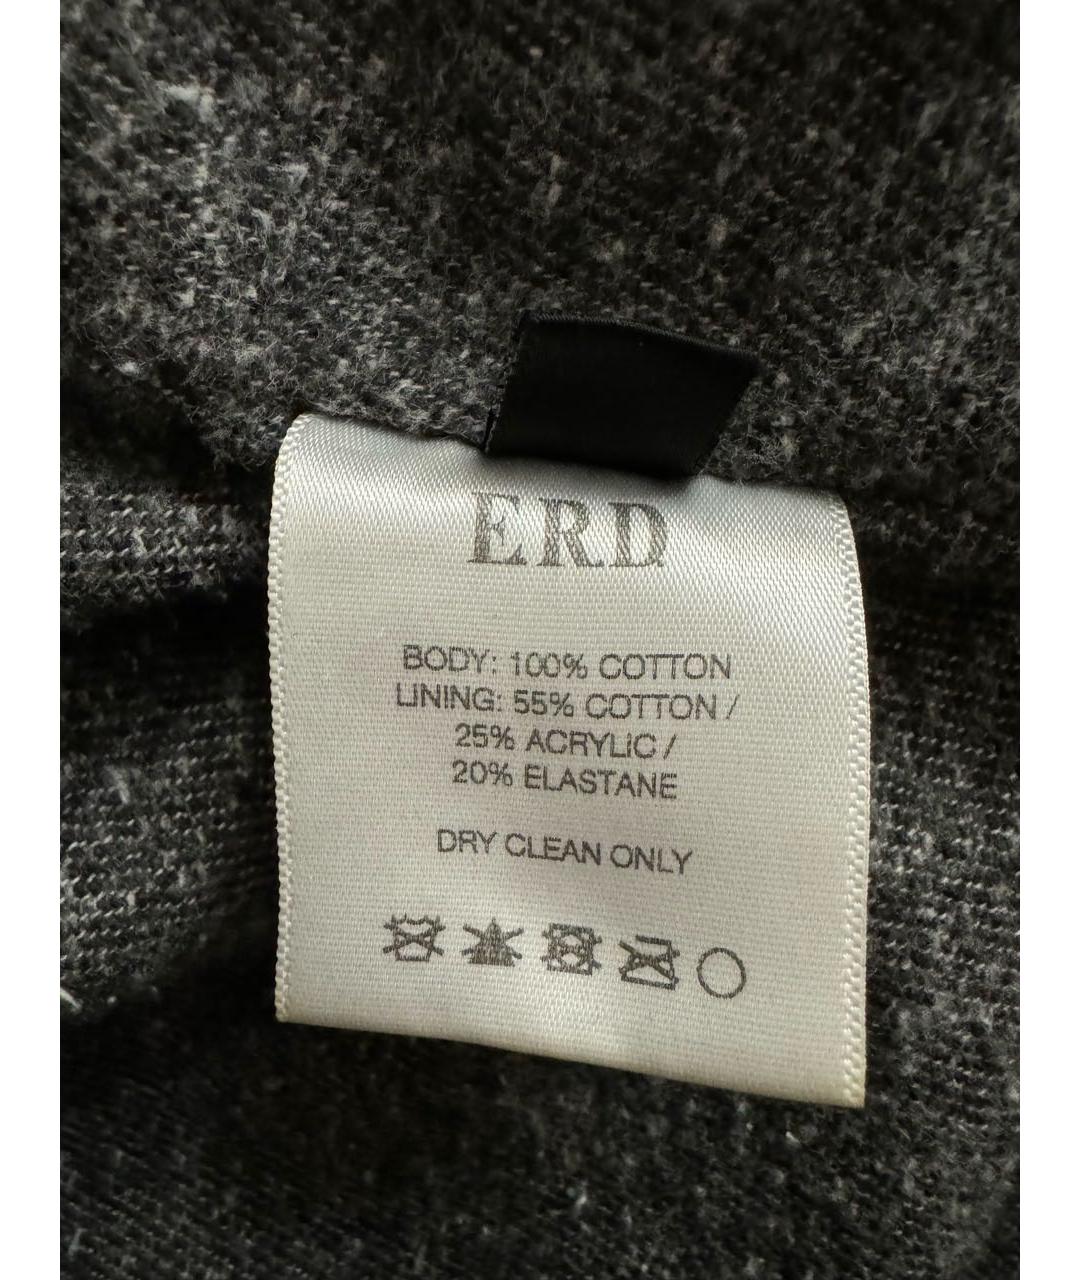 ERD
BODY: 100% COTTON
LINING: 55% COTTON /
25% ACRYLIC /
20% ELASTANE
DRY CLEAN ONLY